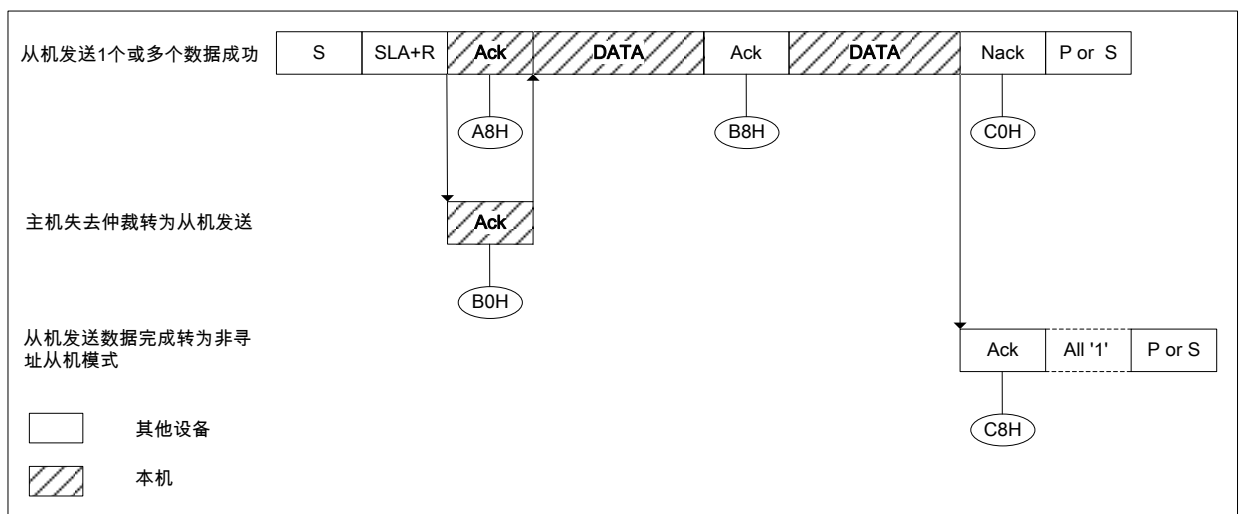 从机发送1个或多个数据成功
S
SLA+R
Ack
DATA
Ack
DATA
Nack
P or S
A8H
B8H
C0H
主机失去仲裁转为从机发送
Ack
B0H
从机发送数据完成转为非寻
址从机模式
Ack
All '1'
P or S
C8H
其他设备
本机